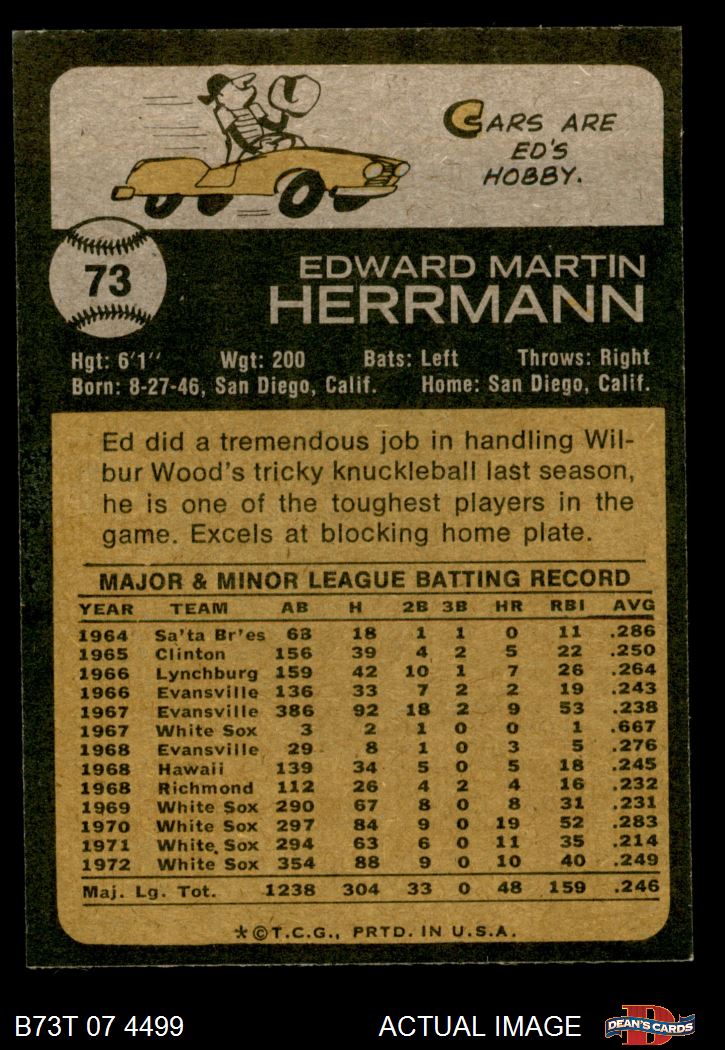 CARS ARE
ED'S
HOBBY.
73
EDWARD MARTIN
HERRMANN
Hgt: 6'1" Wgt: 200 Bats: Left Throws: Right
Born: 8-27-46, San Diego, Calif. Home: San Diego, Calif.
Ed did a tremendous job in handling Wil-
bur Wood's tricky knuckleball last season,
he is one of the toughest players in the
game. Excels at blocking home plate.
MAJOR & MINOR LEAGUE BATTING RECORD
YEAR TEAM AB H 2B 3B HR RBI AVG
1964 Sa'ta Br'es 63 18 1 1 0 11 .286
1965 Clinton 156 39 4 2 5 22 .250
1966 Lynchburg 159 42 10 1 7 26 .264
1966 Evansville 136 33 7 2 2 19 .243
1967 Evansville 386 92 18 2 9 53 .238
1967 White Sox 3 2 1 0 0 1 .667
1968 Evansville 29 8 1 0 3 5 .276
1968 Hawaii 139 34 5 0 5 18 .245
1968 Richmond 112 26 4 2 4 16 .232
1969 White Sox 290 67 8 0 8 31 .231
1970 White Sox 297 84 9 0 19 52 .283
1971 White Sox 294 63 6 0 11 35 .214
1972 White Sox 354 88 9 0 10 40 .249
Maj. Lg. Tot. 1238 304 33 0 48 159 .246
*©T.C.G., PRTD. IN U.S.A.
B73T 07 4499 ACTUAL IMAGE D DEAN'S CARDS